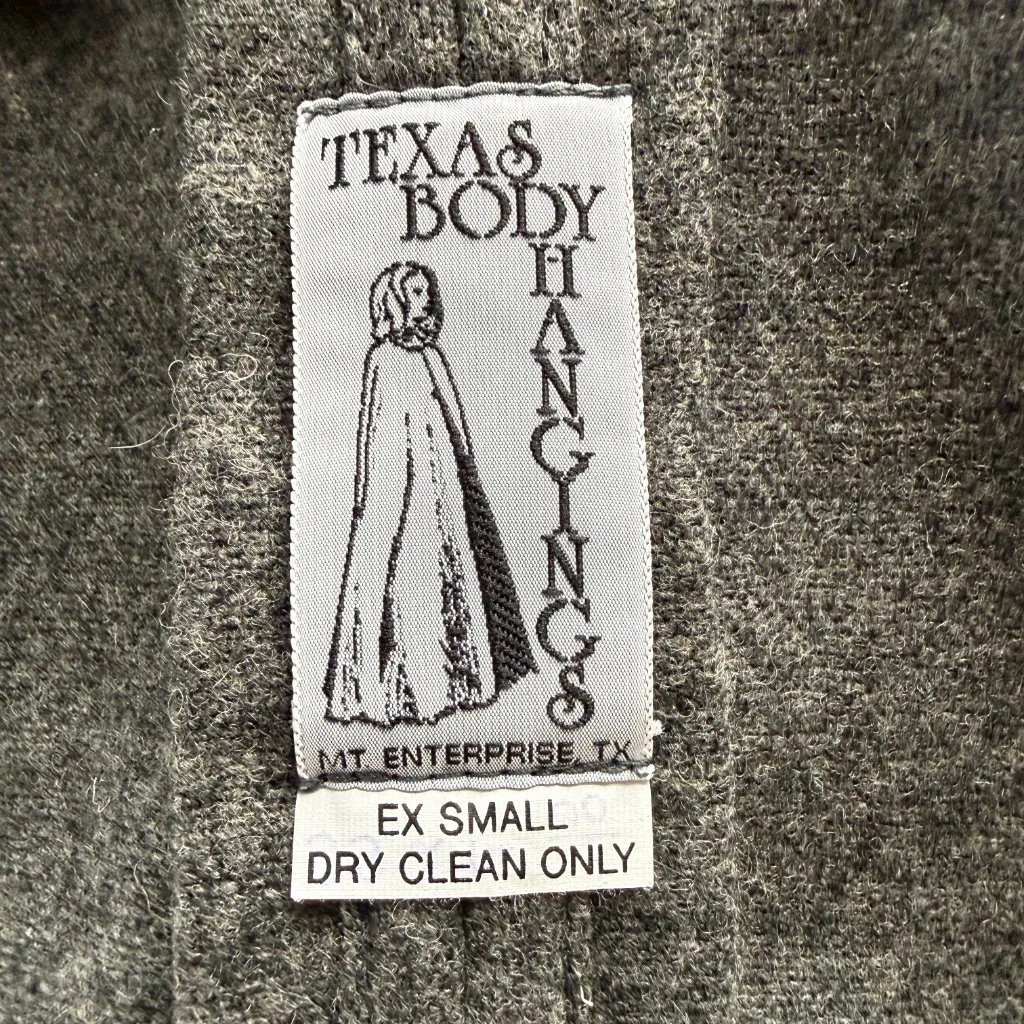 TEXAS
BODY
HANGINGS
MT. ENTERPRISE, TX
EX SMALL
DRY CLEAN ONLY